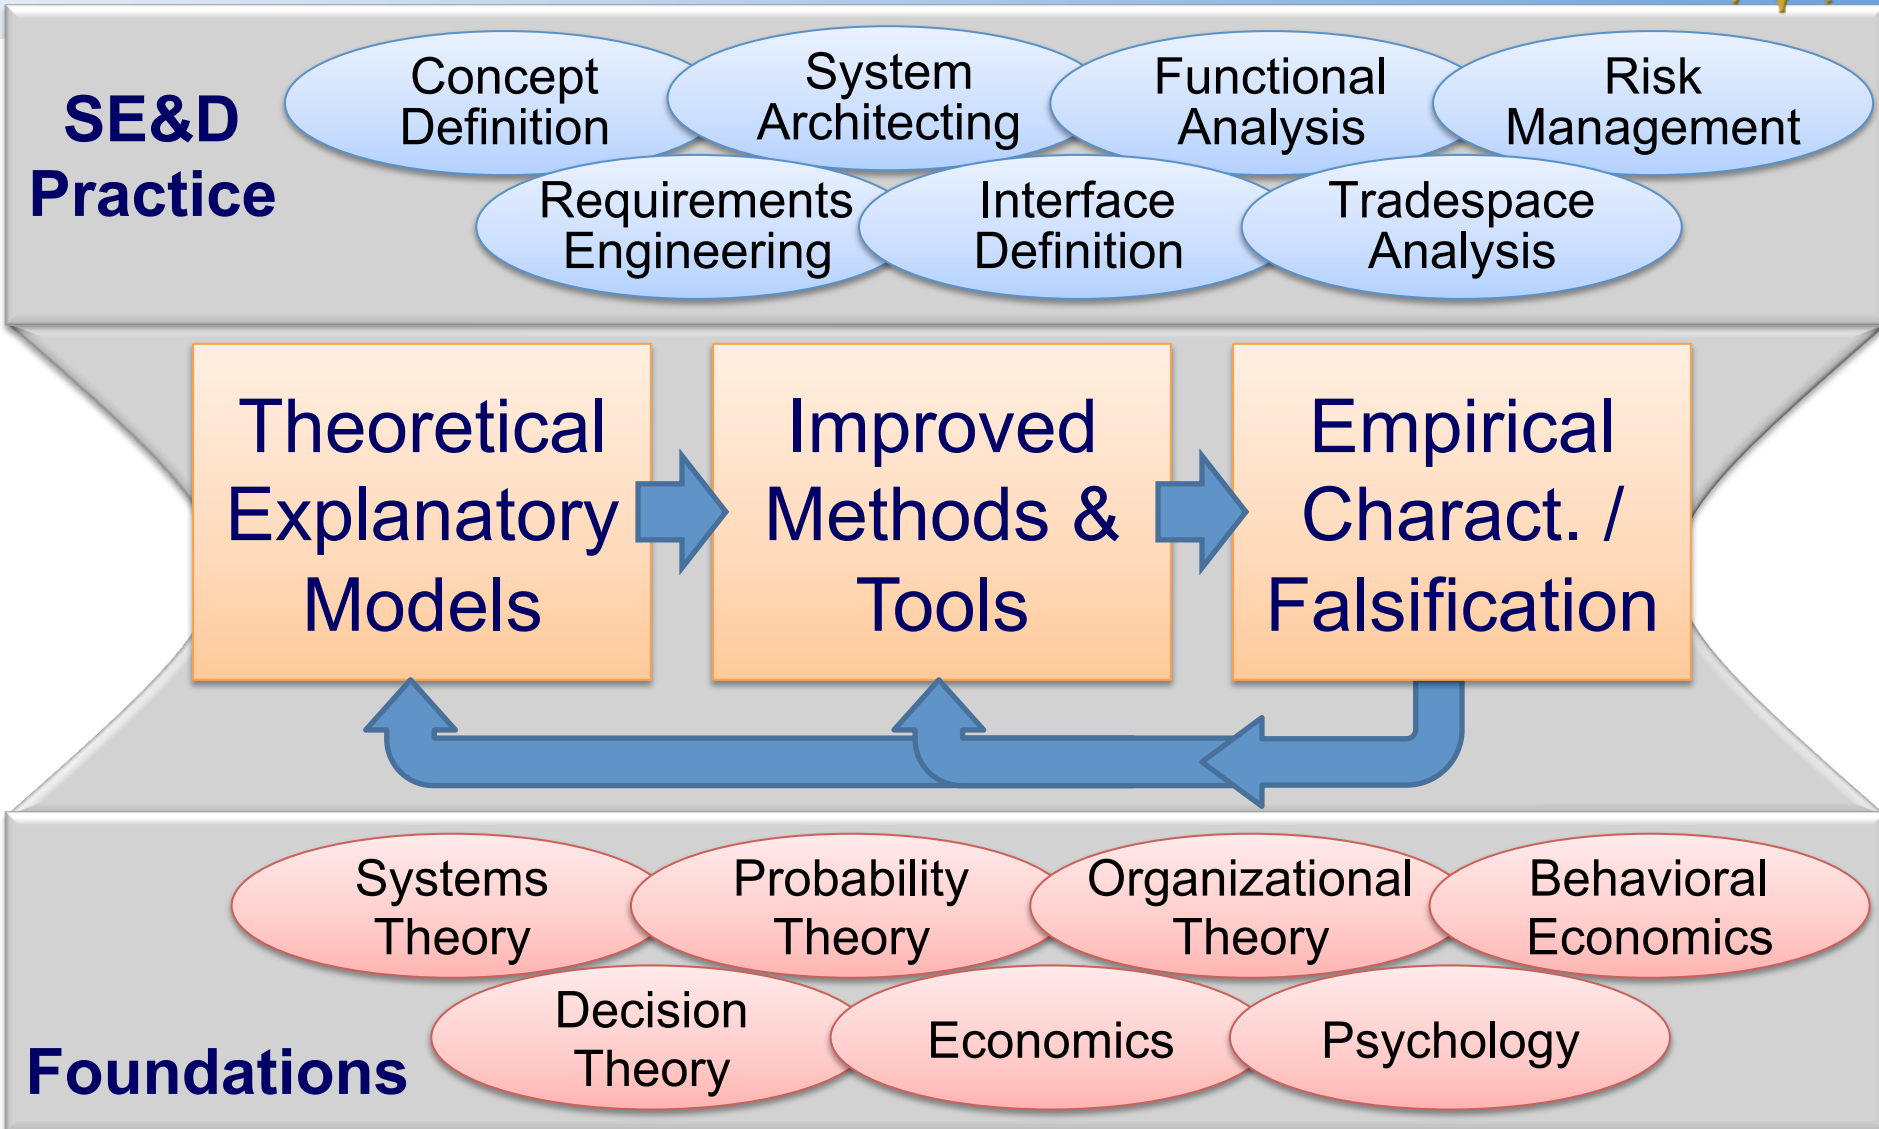 SE&D
Practice
Concept
Definition
System
Architecting
Functional
Analysis
Risk
Management
Requirements
Engineering
Interface
Definition
Tradespace
Analysis
Theoretical
Explanatory
Models
Improved
Methods &
Tools
Empirical
Charact. /
Falsification
Systems
Theory
Probability
Theory
Organizational
Theory
Behavioral
Economics
Decision
Theory
Economics
Psychology
Foundations